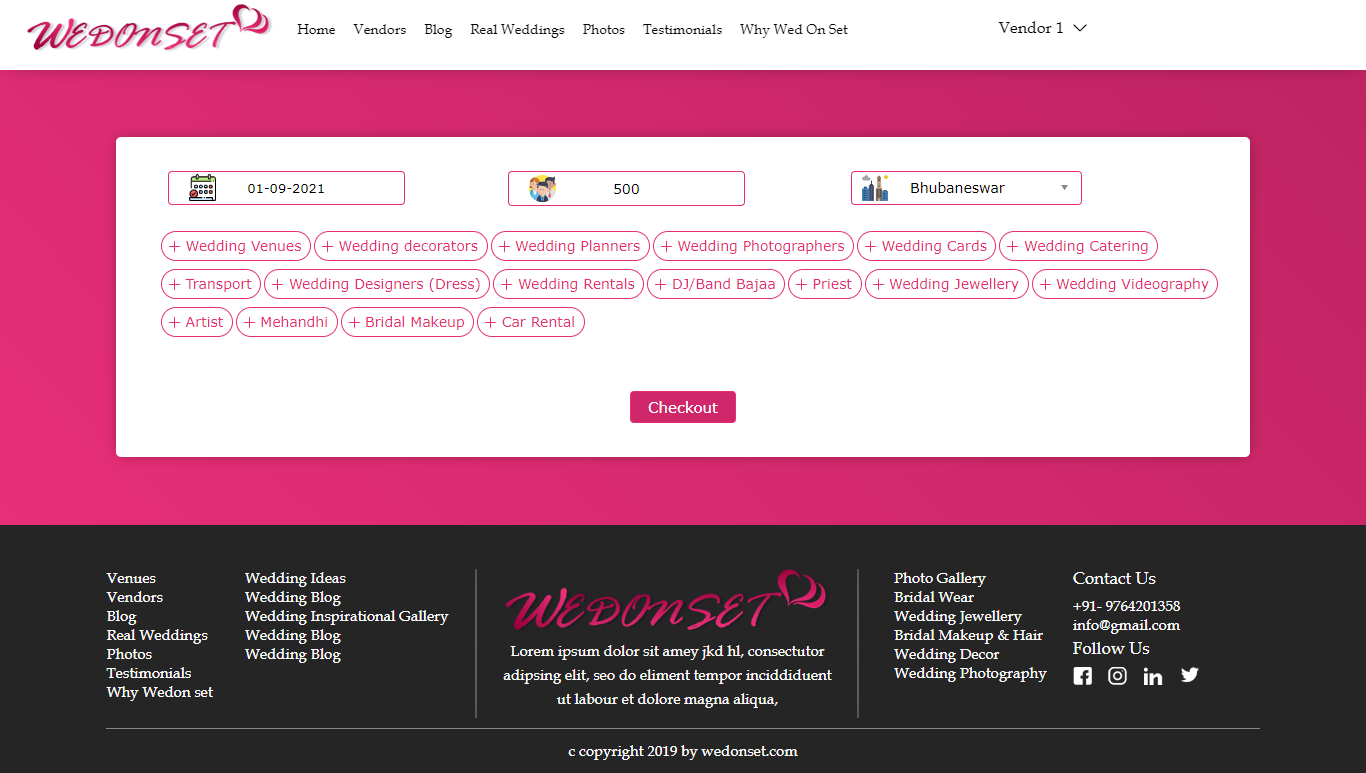 WEDONSET Home Vendors Blog Real Weddings Photos Testimonials Why Wed On Set Vendor 1
01-09-2021 500 Bhubaneswar
+ Wedding Venues + Wedding decorators + Wedding Planners + Wedding Photographers + Wedding Cards + Wedding Catering
+ Transport + Wedding Designers (Dress) + Wedding Rentals + DJ/Band Bajaa + Priest + Wedding Jewellery + Wedding Videography
+ Artist + Mehandhi + Bridal Makeup + Car Rental
Checkout
Venues
Vendors
Blog
Real Weddings
Photos
Testimonials
Why Wedon set
Wedding Ideas
Wedding Blog
Wedding Inspirational Gallery
Wedding Blog
Wedding Blog
WEDONSET
Lorem ipsum dolor sit amey jkd hl, consectutor
adipsing elit, seo do eliment tempor inciddiduent
ut labour et dolore magna aliqua,
Photo Gallery
Bridal Wear
Wedding Jewellery
Bridal Makeup & Hair
Wedding Decor
Wedding Photography
Contact Us
+91- 9764201358
info@gmail.com
Follow Us
c copyright 2019 by wedonset.com